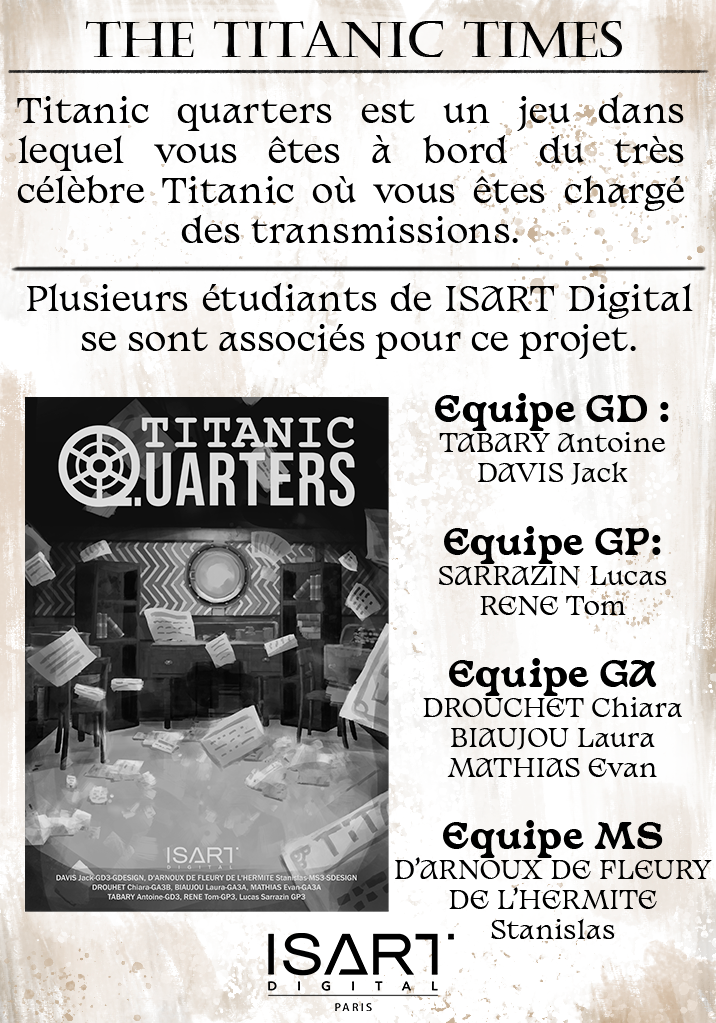 THE TITANIC TIMES
Titanic quarters est un jeu dans
lequel vous êtes à bord du très
célèbre Titanic où vous êtes chargé
des transmissions.
Plusieurs étudiants de ISART Digital
se sont associés pour ce projet.
TITANIC
QUARTERS
ISART
DIGITAL
DAVIS Jack-GD3-GDESIGN, D'ARNOUX DE FLEURY DE L'HERMITE Stanislas-MS3-SDESIGN
DROUHET Chiara-GA3B, BIAUJOU Laura-GA3A, MATHIAS Evan-GA3A
TABARY Antoine-GD3, RENE Tom-GP3, Lucas Sarrazin GP3
Equipe GD :
TABARY Antoine
DAVIS Jack
Equipe GP:
SARRAZIN Lucas
RENE Tom
Equipe GA
DROUCHET Chiara
BIAUJOU Laura
MATHIAS Evan
Equipe MS
D'ARNOUX DE FLEURY
DE L'HERMITE
Stanislas
ISART
DIGITAL
PARIS